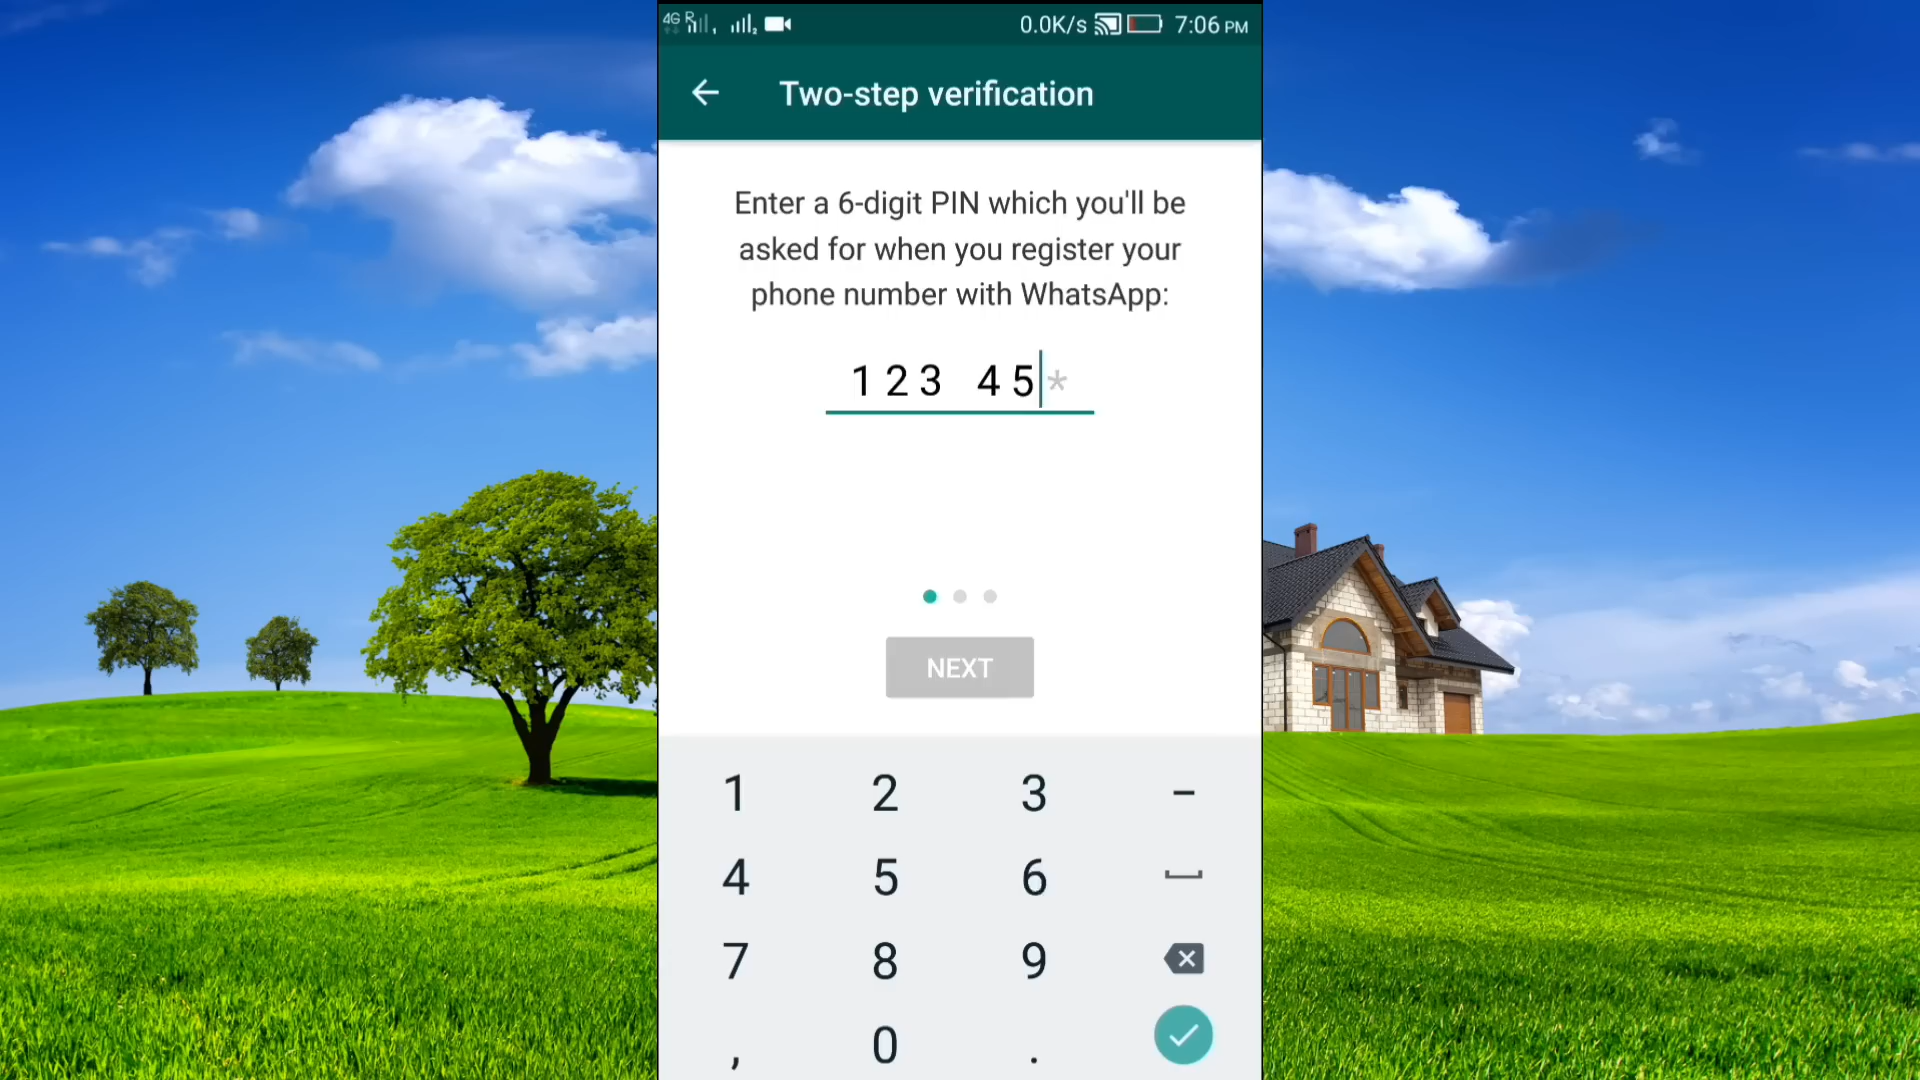 4G R 1 2 0.0K/s 7:06 PM
Two-step verification
Enter a 6-digit PIN which you'll be
asked for when you register your
phone number with WhatsApp:
123 45*
NEXT
1 2 3 -
4 5 6
7 8 9
, 0 .